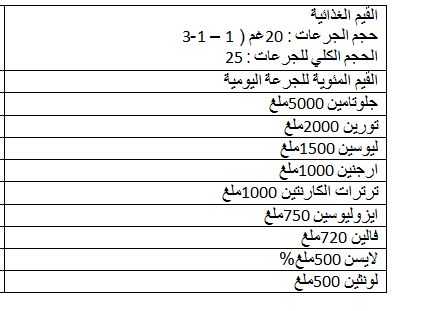 القيم الغذائية
حجم الجرعات : 20غم ( 1 – 1-3
الحجم الكلي للجرعات : 25
القيم المئوية للجرعة اليومية
جلوتامين 5000ملغ
تورين 2000ملغ
ليوسين 1500ملغ
ارجنين 1000ملغ
ترترات الكارنتين 1000ملغ
ايزوليوسين 750ملغ
فالين 720ملغ
لايسن 500ملغ%
لونثين 500ملغ